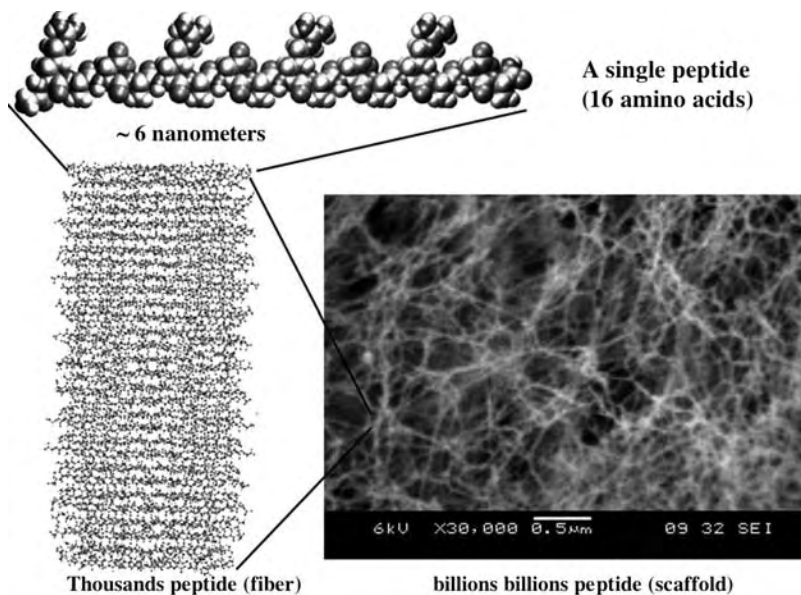 A single peptide
(16 amino acids)
~ 6 nanometers
6kV X30,000 0.5μm 09 32 SEI
Thousands peptide (fiber)
billions billions peptide (scaffold)